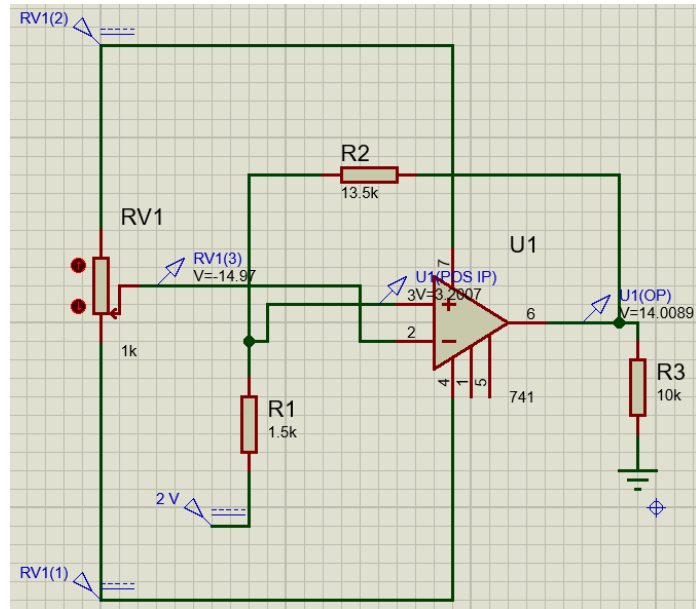 RV1(2)
R2
13.5k
RV1
RV1(3)
V=-14.97
U1
7
U1(POS IP)
3
V=3.2007
U1(OP)
V=14.0089
2
6
1k
4
1
5
741
R3
10k
R1
1.5k
2 V
RV1(1)